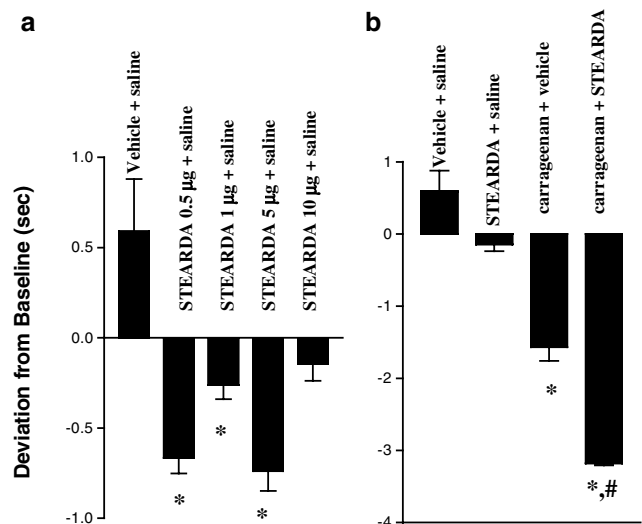 a
b
Vehicle + saline
STEARDA 0.5 µg + saline
STEARDA 1 µg + saline
STEARDA 5 µg + saline
STEARDA 10 µg + saline
Vehicle + saline
STEARDA + saline
carrageenan + vehicle
carrageenan + STEARDA
Deviation from Baseline (sec)
1.0
0.5
0.0
-0.5
-1.0
*
*
*
1
0
-1
-2
-3
-4
*
*,#